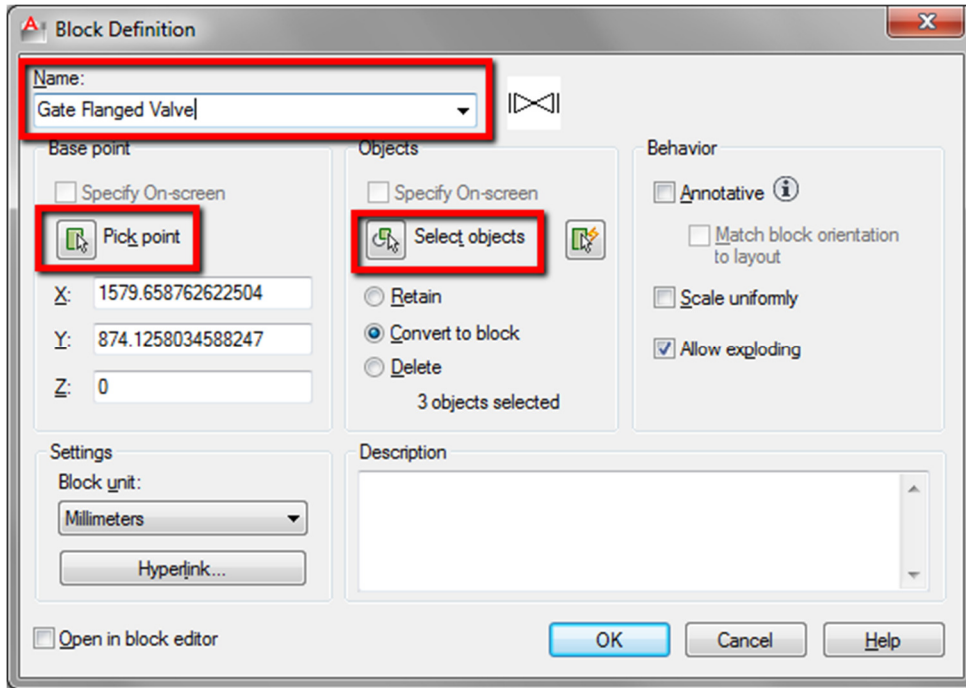 Block Definition
Name:
Gate Flanged Valve
Base point
Specify On-screen
Pick point
X: 1579.658762622504
Y: 874.1258034588247
Z: 0
Objects
Specify On-screen
Select objects
Retain
Convert to block
Delete
3 objects selected
Behavior
Annotative
Match block orientation
to layout
Scale uniformly
Allow exploding
Settings
Block unit:
Millimeters
Hyperlink...
Description
Open in block editor
OK Cancel Help